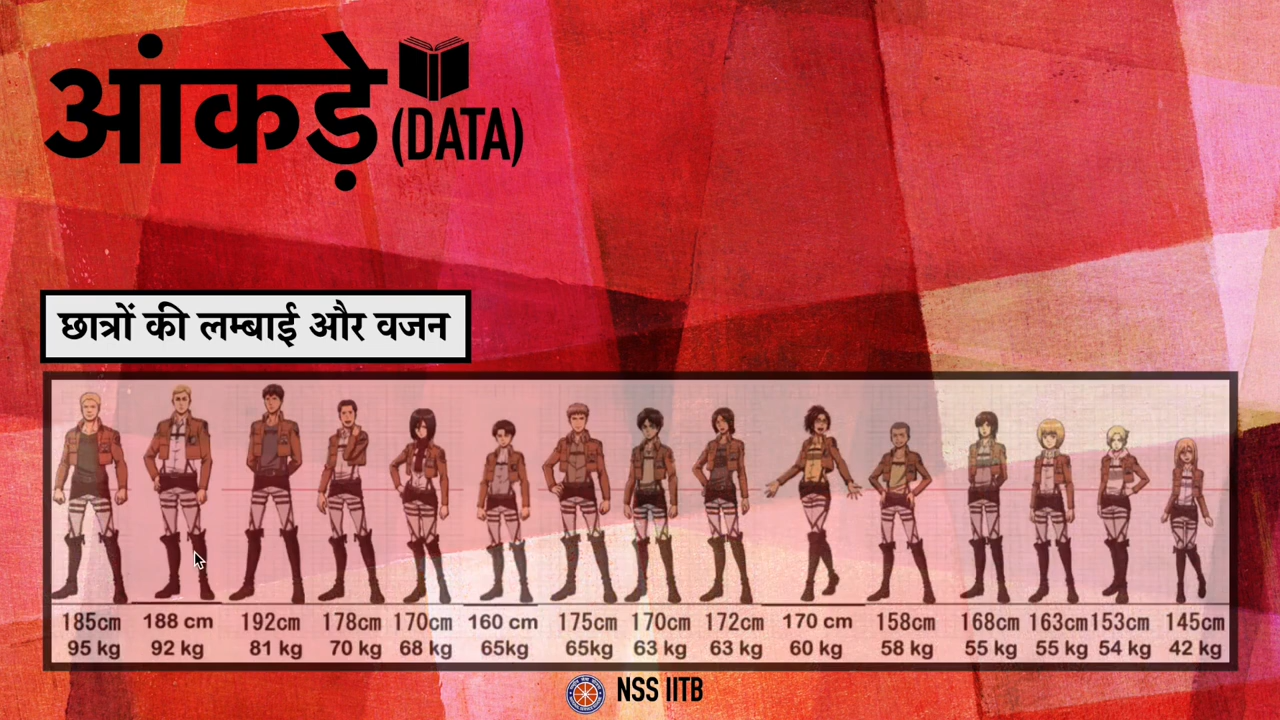 आंकड़े (DATA)
छात्रों की लम्बाई और वजन
185cm 188 cm 192cm 178cm 170cm 160 cm 175cm 170cm 172cm 170 cm 158cm 168cm 163cm 153cm 145cm
95 kg 92 kg 81 kg 70 kg 68 kg 65kg 65kg 63 kg 63 kg 60 kg 58 kg 55 kg 55 kg 54 kg 42 kg
NSS IITB